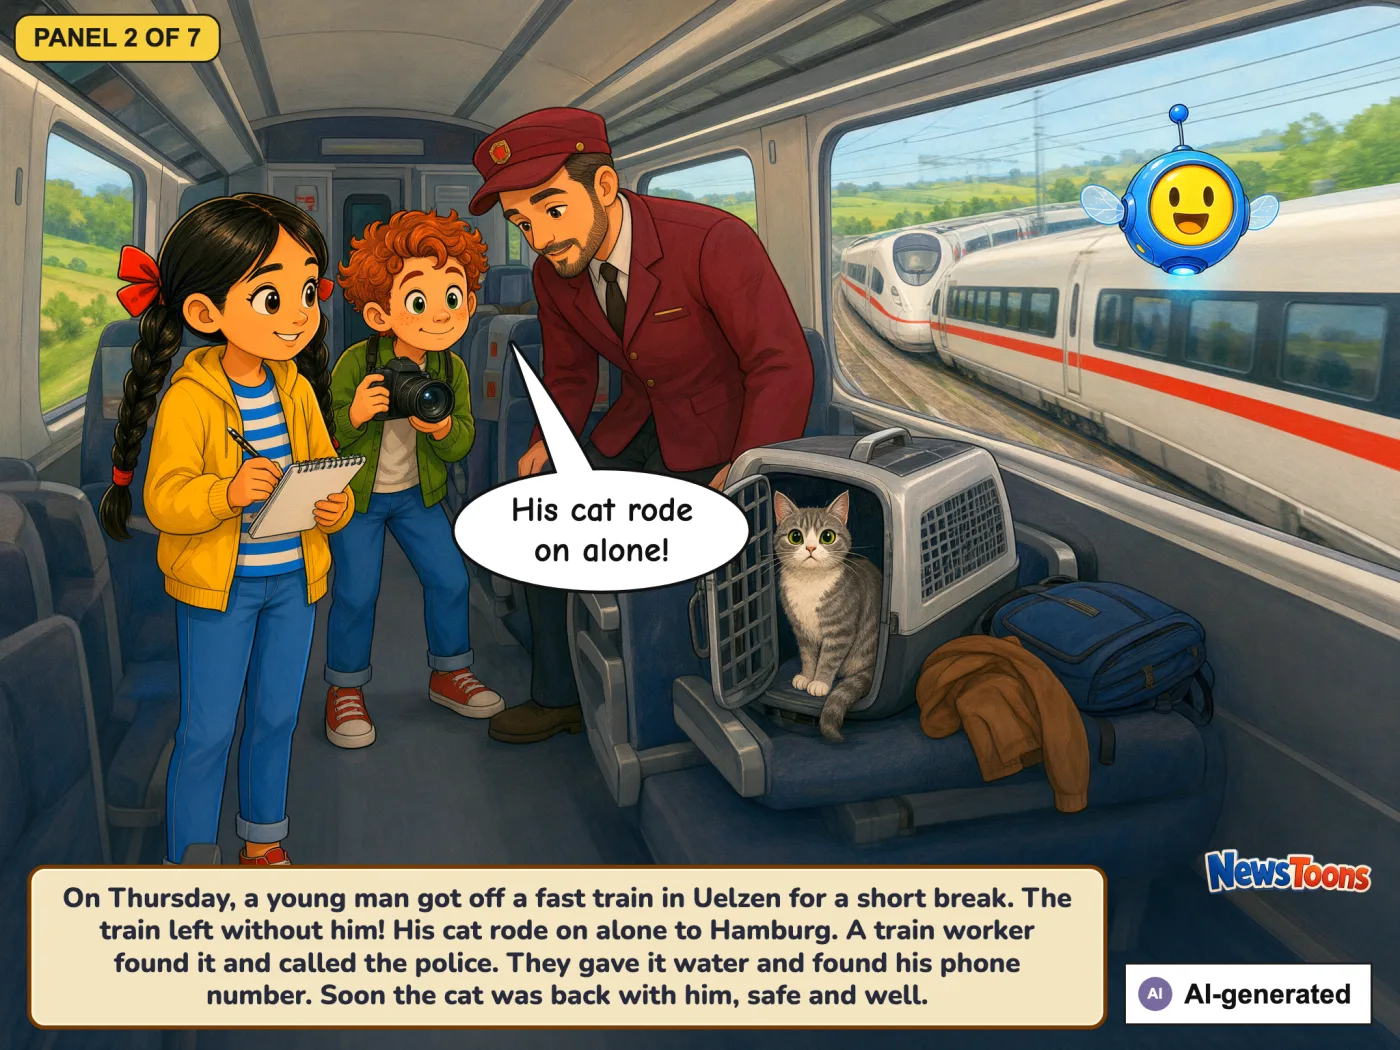 PANEL 2 OF 7
His cat rode
on alone!
On Thursday, a young man got off a fast train in Uelzen for a short break. The
train left without him! His cat rode on alone to Hamburg. A train worker
found it and called the police. They gave it water and found his phone
number. Soon the cat was back with him, safe and well.
NEWSTOONS
AI AI-generated